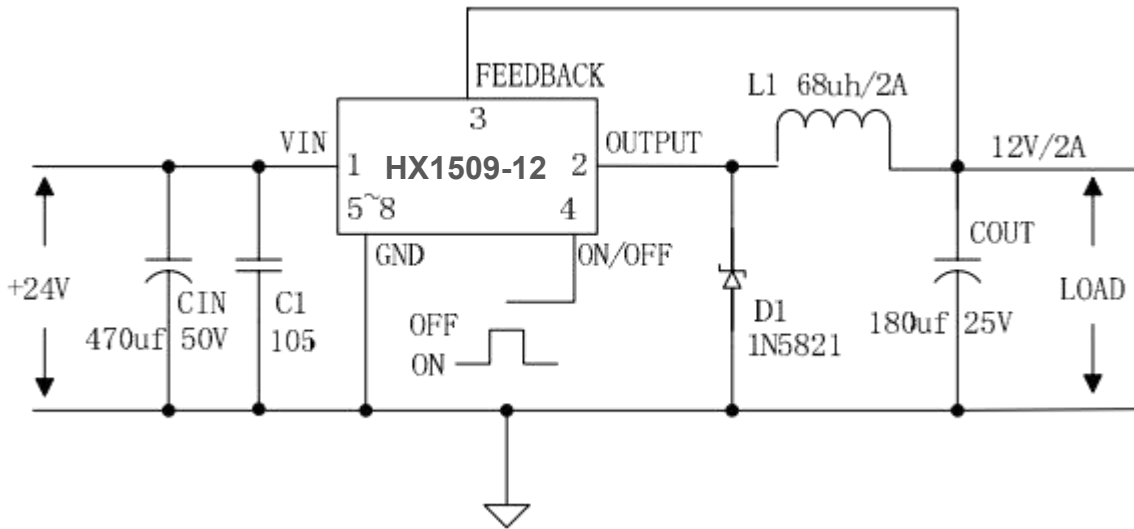 FEEDBACK
L1 68uh/2A
3
VIN
OUTPUT
12V/2A
1
HX1509-12
2
5~8
4
GND
ON/OFF
COUT
+24V
LOAD
CIN
C1
470uf 50V
105
OFF
ON
D1
1N5821
180uf 25V